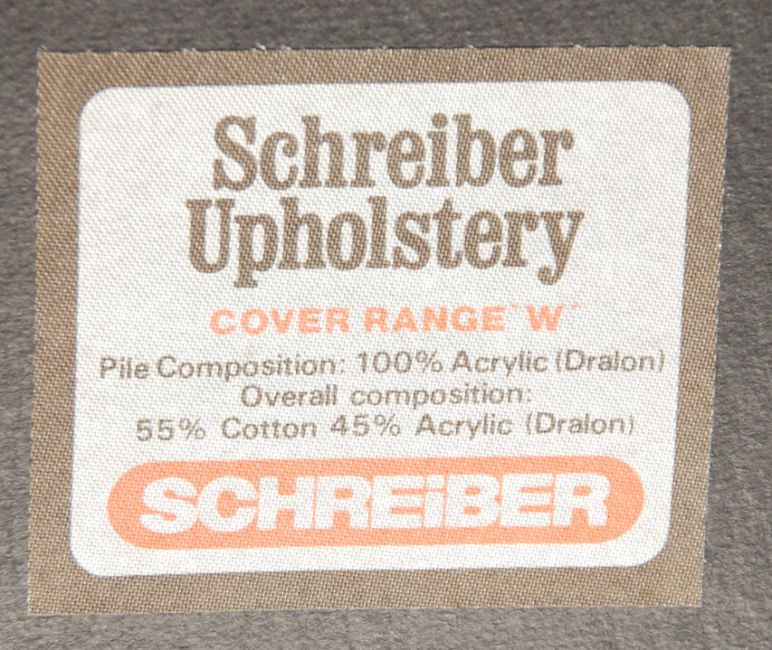 Schreiber
Upholstery
COVER RANGE "W"
Pile Composition: 100% Acrylic (Dralon)
Overall composition:
55% Cotton 45% Acrylic (Dralon)
SCHREiBER